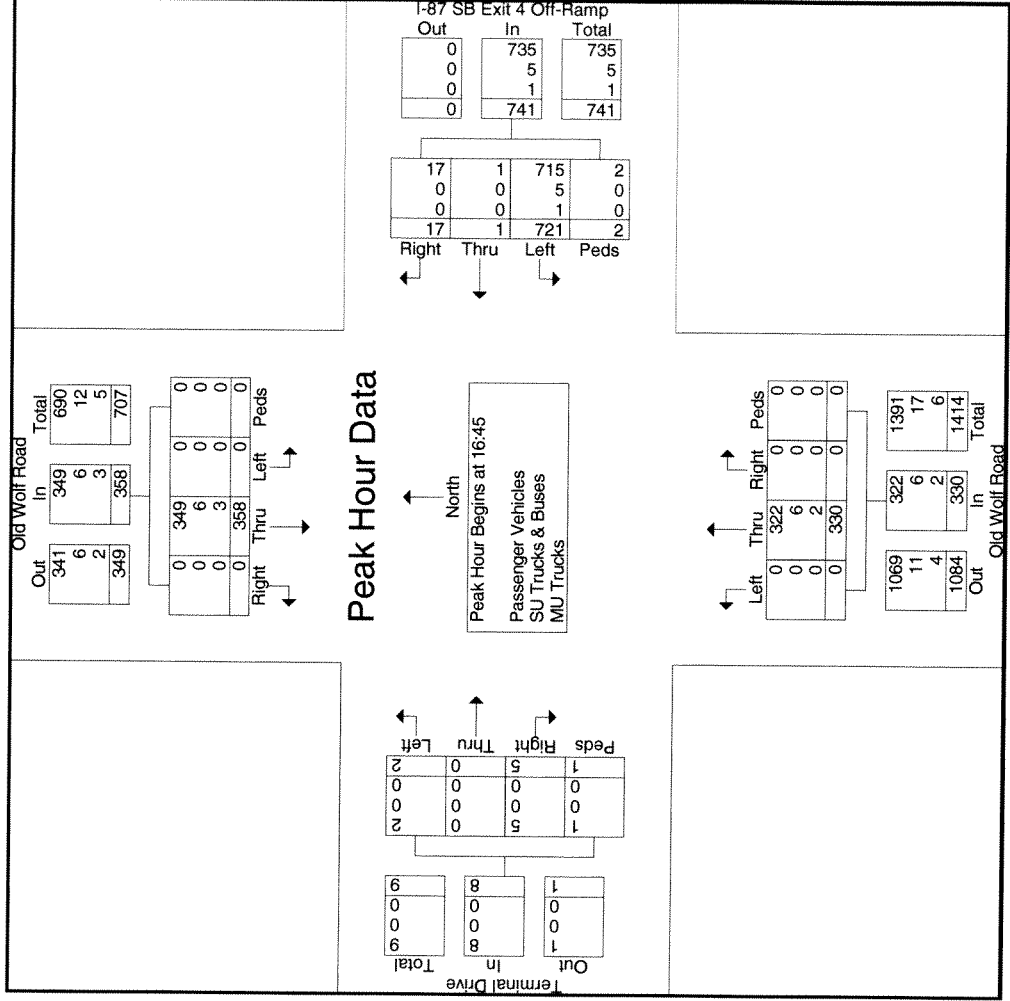 I-87 SB Exit 4 Off-Ramp
Out In Total
0 735 735
0 5 5
0 1 1
0 741 741
17 1 715 2
0 0 5 0
0 0 1 0
17 1 721 2
Right Thru Left Peds
Old Wolf Road
Out In Total
341 349 690
6 6 12
2 3 5
349 358 707
0 349 0 0
0 6 0 0
0 3 0 0
0 358 0 0
Right Thru Left Peds
Peak Hour Data
North
Peak Hour Begins at 16:45
Passenger Vehicles
SU Trucks & Buses
MU Trucks
Left Thru Right Peds
0 322 0 0
0 6 0 0
0 2 0 0
0 330 0 0
1069 322 1391
11 6 17
4 2 6
1084 330 1414
Out In Total
Old Wolf Road
Terminal Drive
Out In Total
1 8 9
0 0 0
0 0 0
1 8 9
1 5 0 2
0 0 0 0
0 0 0 0
1 5 0 2
Peds Right Thru Left